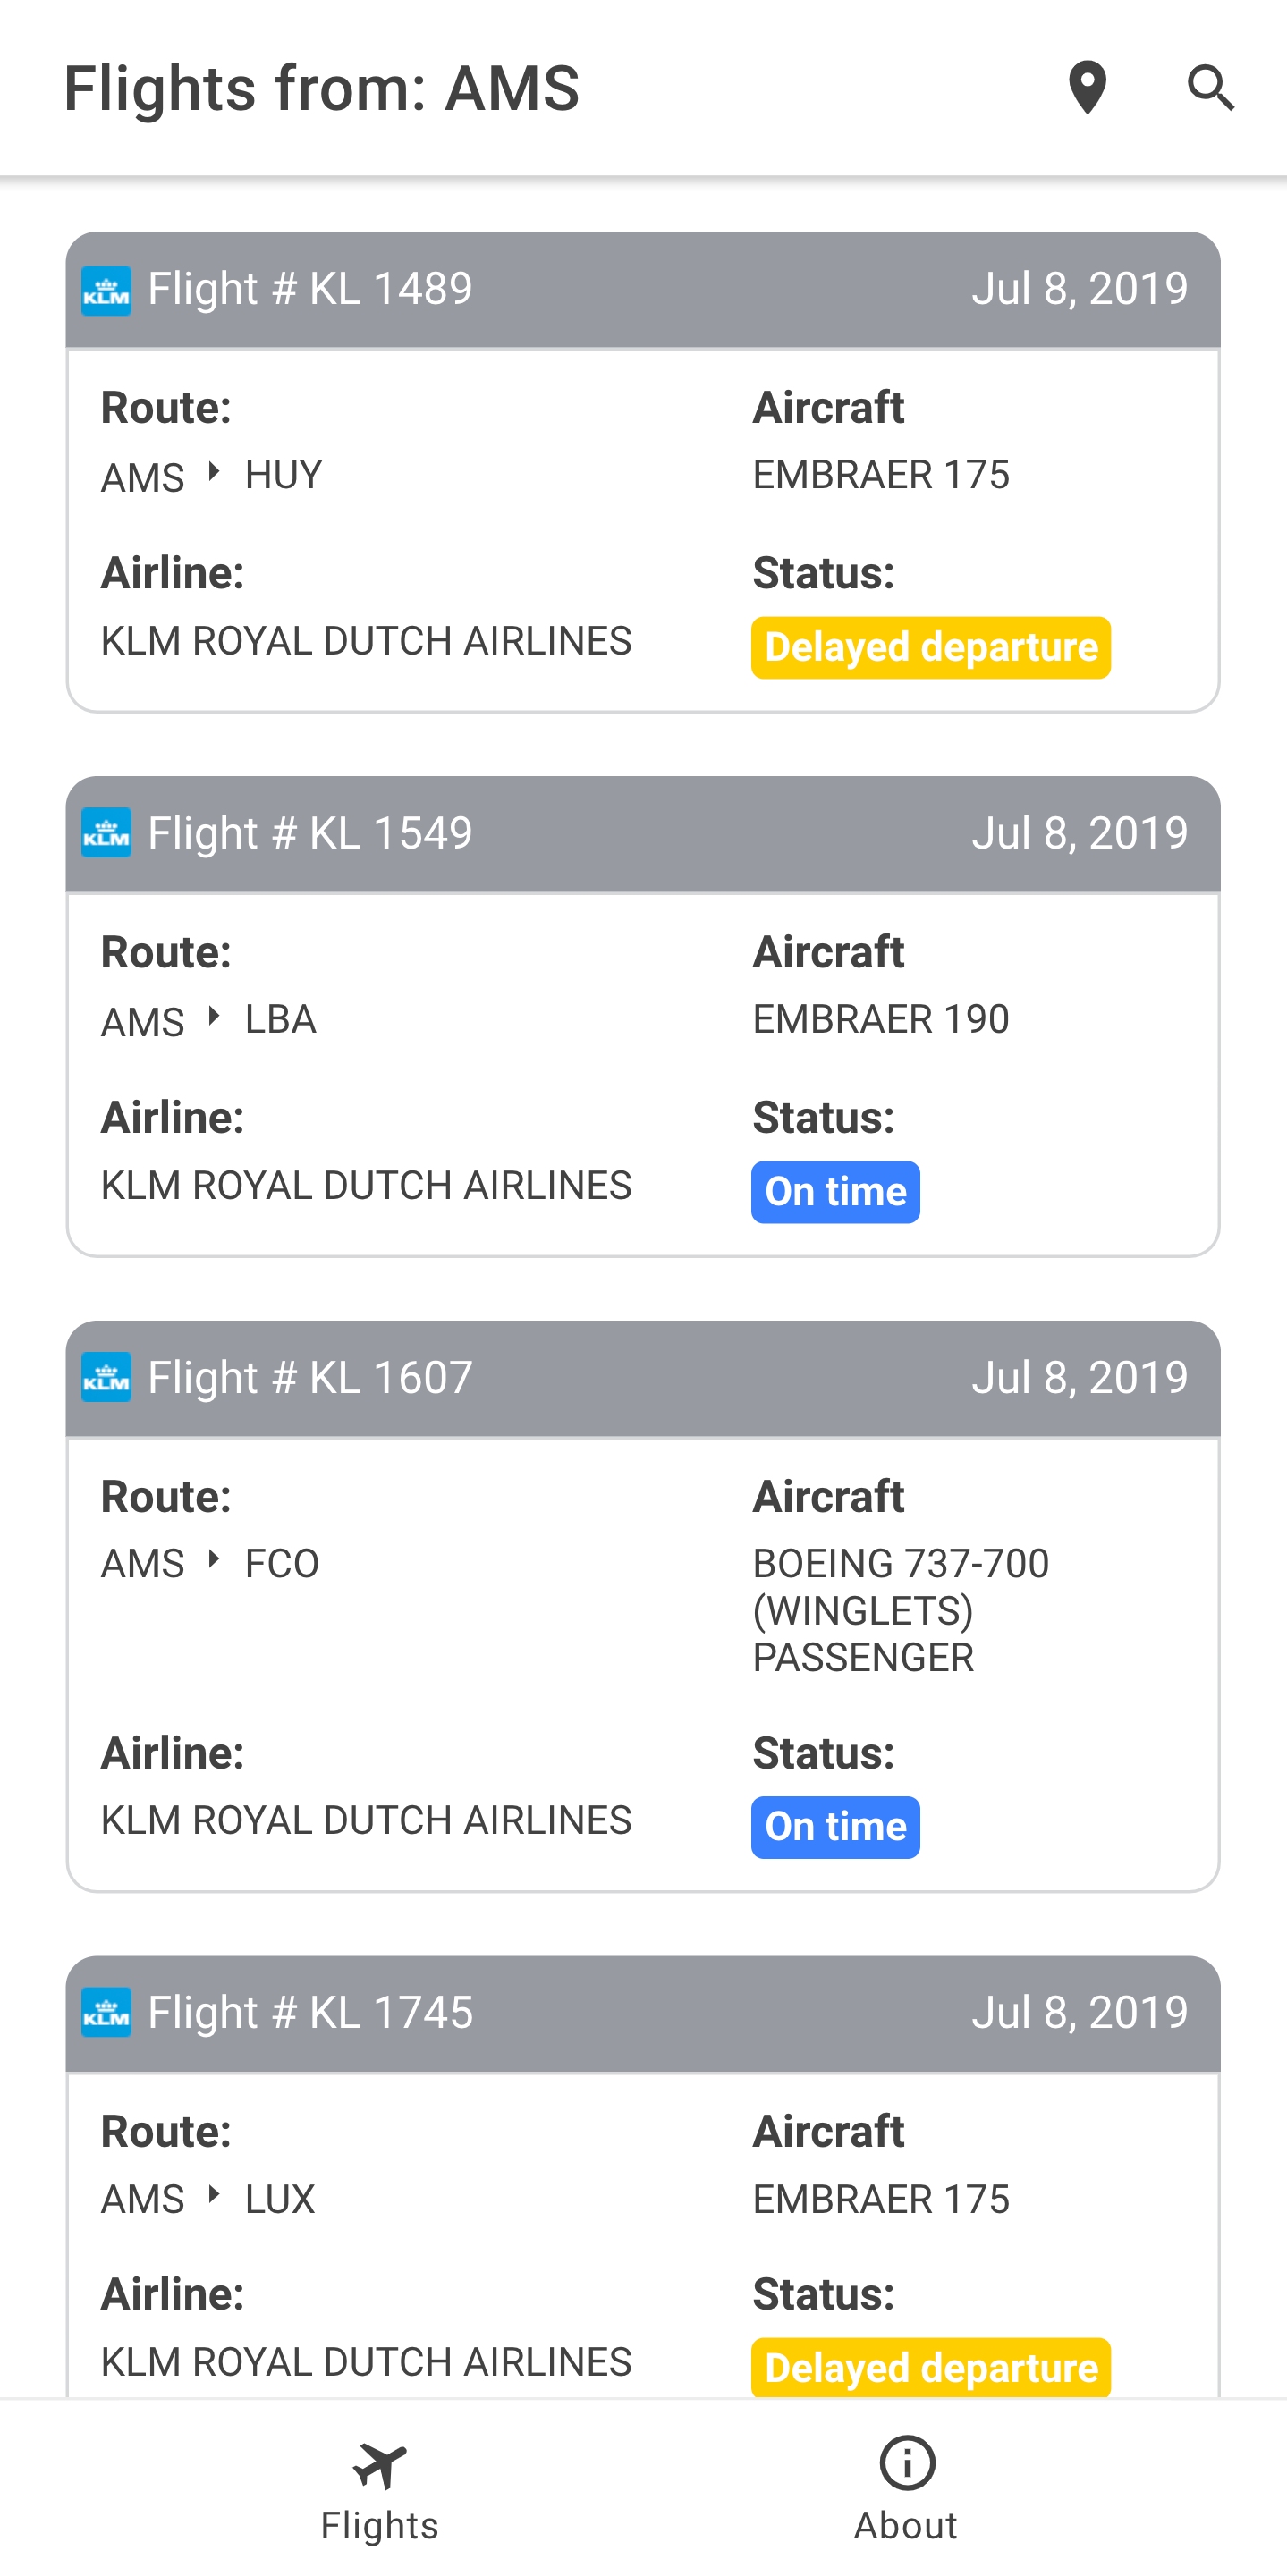 Flights from: AMS
KLM Flight # KL 1489 Jul 8, 2019
Route: Aircraft
AMS HUY EMBRAER 175
Airline: Status:
KLM ROYAL DUTCH AIRLINES Delayed departure
KLM Flight # KL 1549 Jul 8, 2019
Route: Aircraft
AMS LBA EMBRAER 190
Airline: Status:
KLM ROYAL DUTCH AIRLINES On time
KLM Flight # KL 1607 Jul 8, 2019
Route: Aircraft
AMS FCO BOEING 737-700
(WINGLETS)
PASSENGER
Airline: Status:
KLM ROYAL DUTCH AIRLINES On time
KLM Flight # KL 1745 Jul 8, 2019
Route: Aircraft
AMS LUX EMBRAER 175
Airline: Status:
KLM ROYAL DUTCH AIRLINES Delayed departure
Flights About